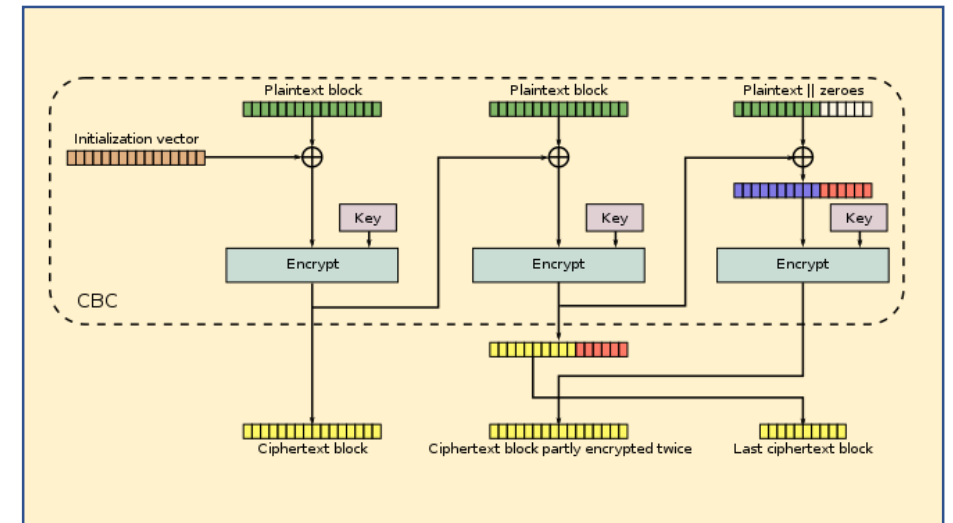 Plaintext block
Plaintext block
Plaintext || zeroes
Initialization vector
Key
Key
Key
Encrypt
Encrypt
Encrypt
CBC
Ciphertext block
Ciphertext block partly encrypted twice
Last ciphertext block